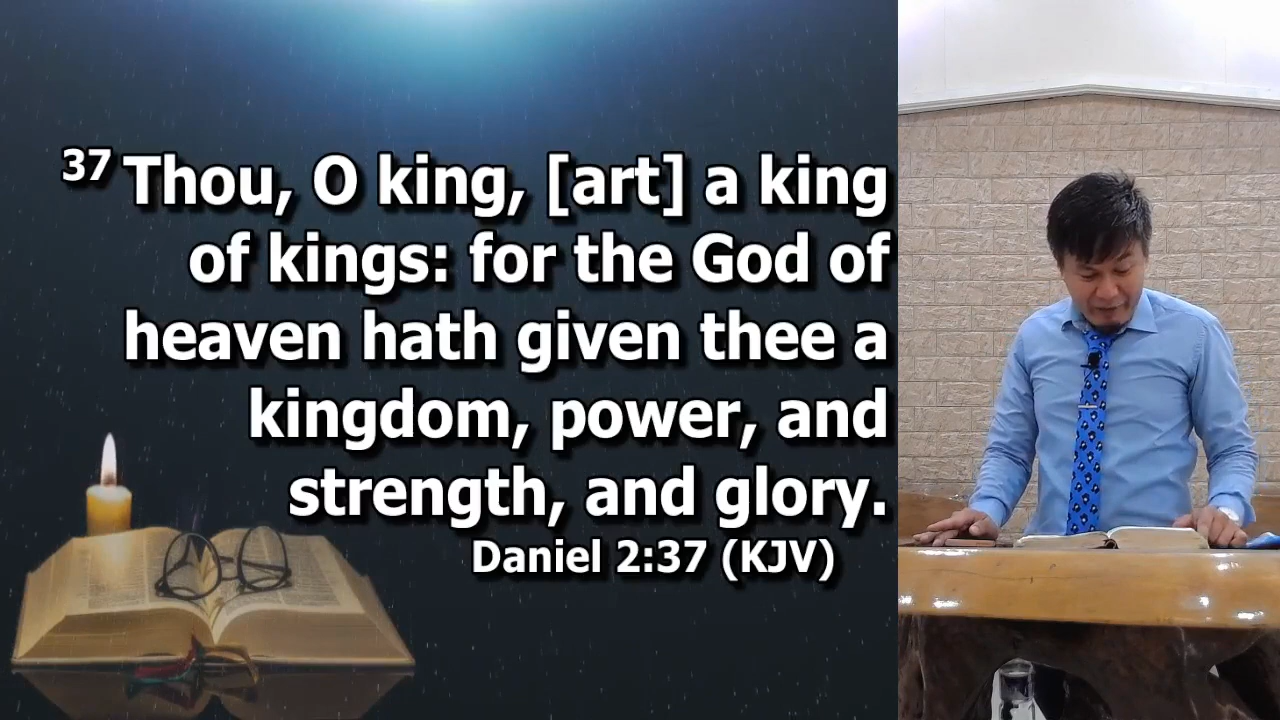 37 Thou, O king, [art] a king
of kings: for the God of
heaven hath given thee a
kingdom, power, and
strength, and glory.
Daniel 2:37 (KJV)